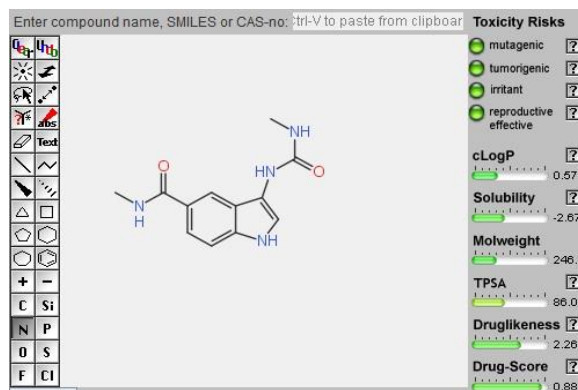 Enter compound name, SMILES or CAS-no: Ctrl-V to paste from clipboar
Toxicity Risks
mutagenic ?
tumorigenic ?
irritant ?
reproductive effective ?
cLogP ?
0.57
Solubility ?
-2.67
Molweight
246.
TPSA ?
86.0
Druglikeness ?
2.26
Drug-Score ?
0.88
abs
Text
+ −
C Si
N P
O S
F Cl
NH
HN
O
O
N
H
NH